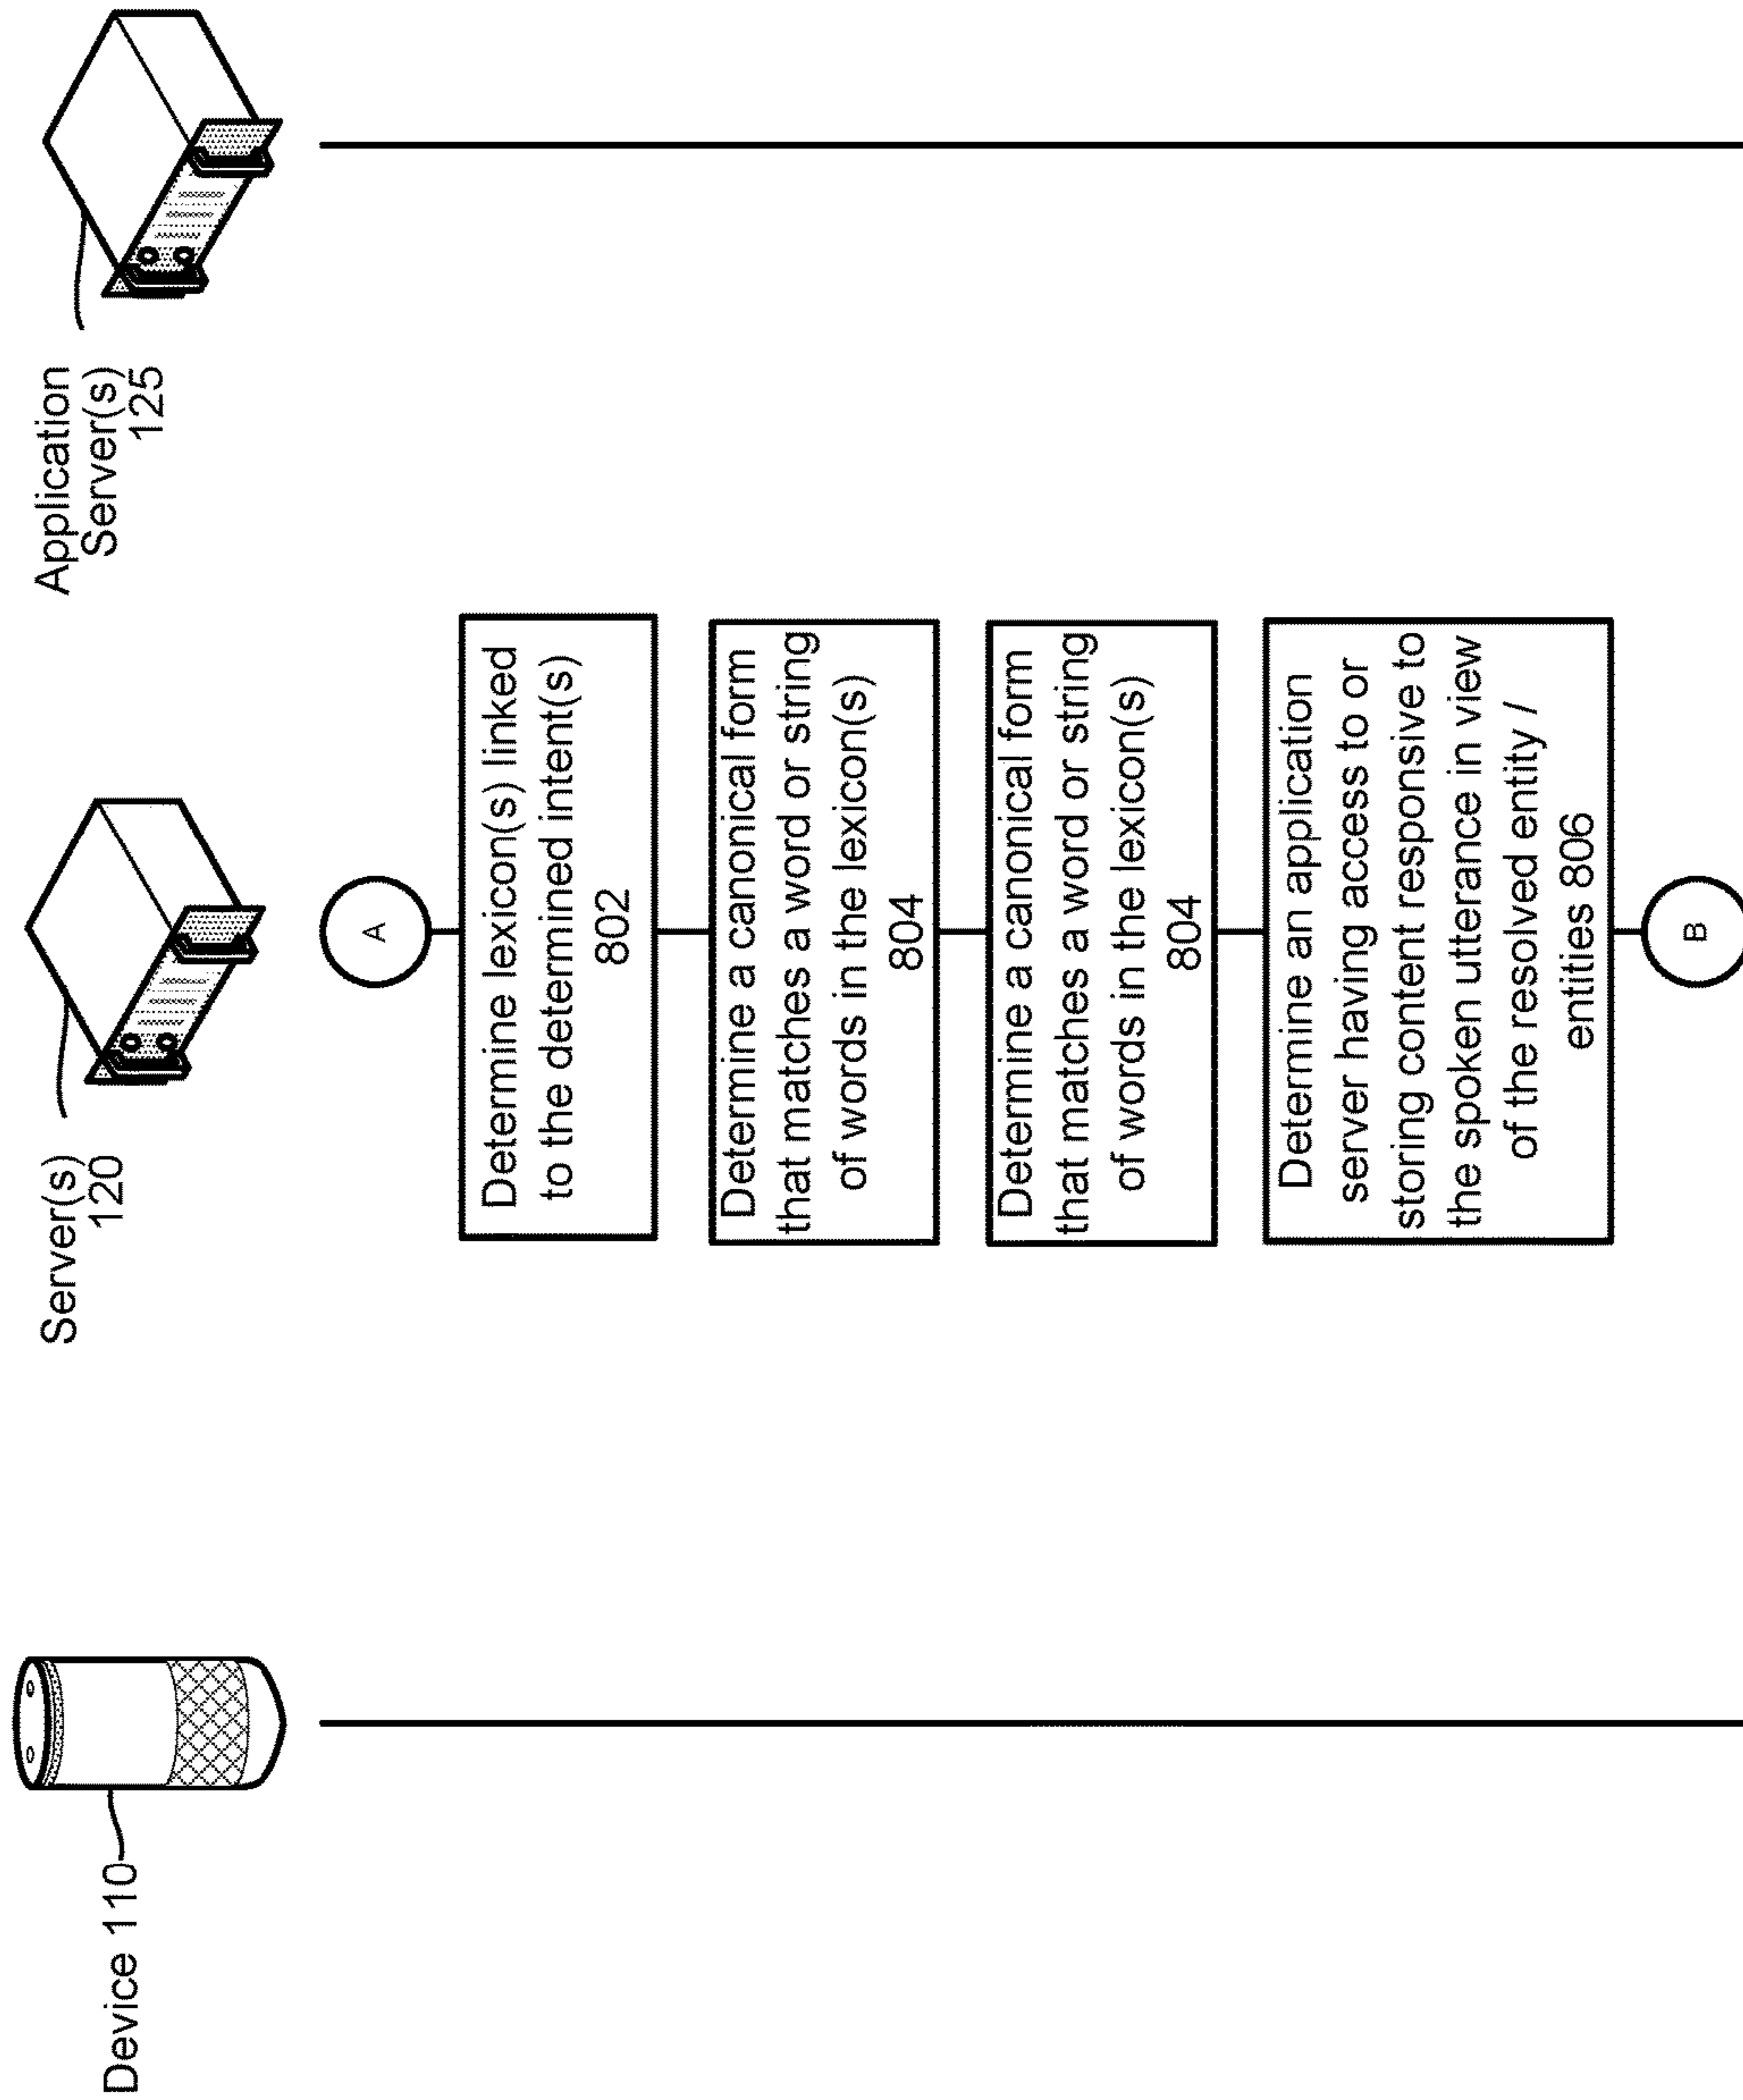 Device 110
Server(s)
120
Application
Server(s)
125
A
Determine lexicon(s) linked
to the determined intent(s)
802
Determine a canonical form
that matches a word or string
of words in the lexicon(s)
804
Determine a canonical form
that matches a word or string
of words in the lexicon(s)
804
Determine an application
server having access to or
storing content responsive to
the spoken utterance in view
of the resolved entity /
entities 806
B